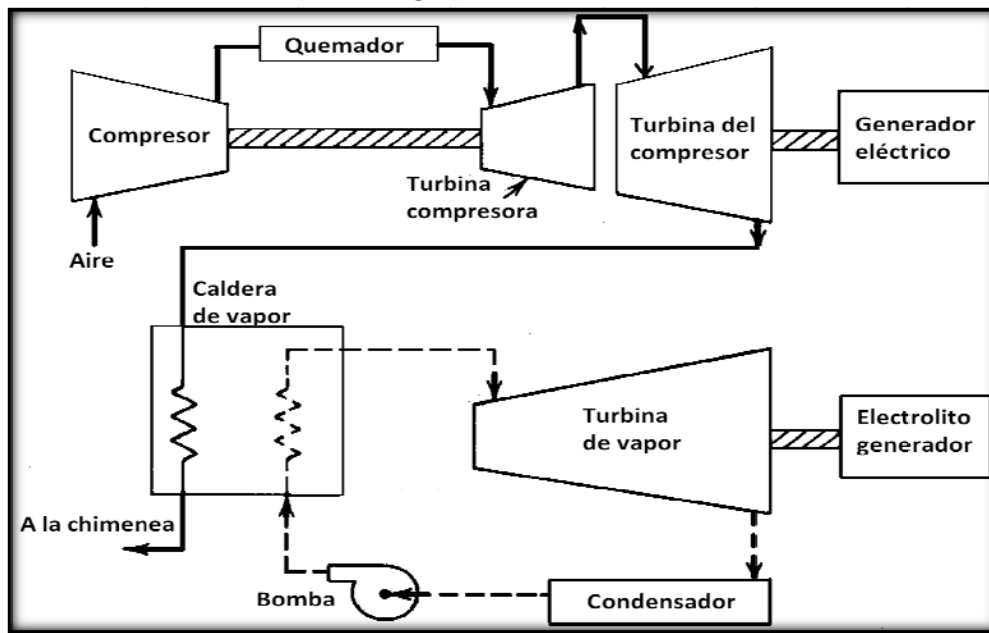 Quemador
Compresor
Turbina del
compresor
Generador
eléctrico
Turbina
compresora
Aire
Caldera
de vapor
Turbina
de vapor
Electrolito
generador
A la chimenea
Bomba
Condensador